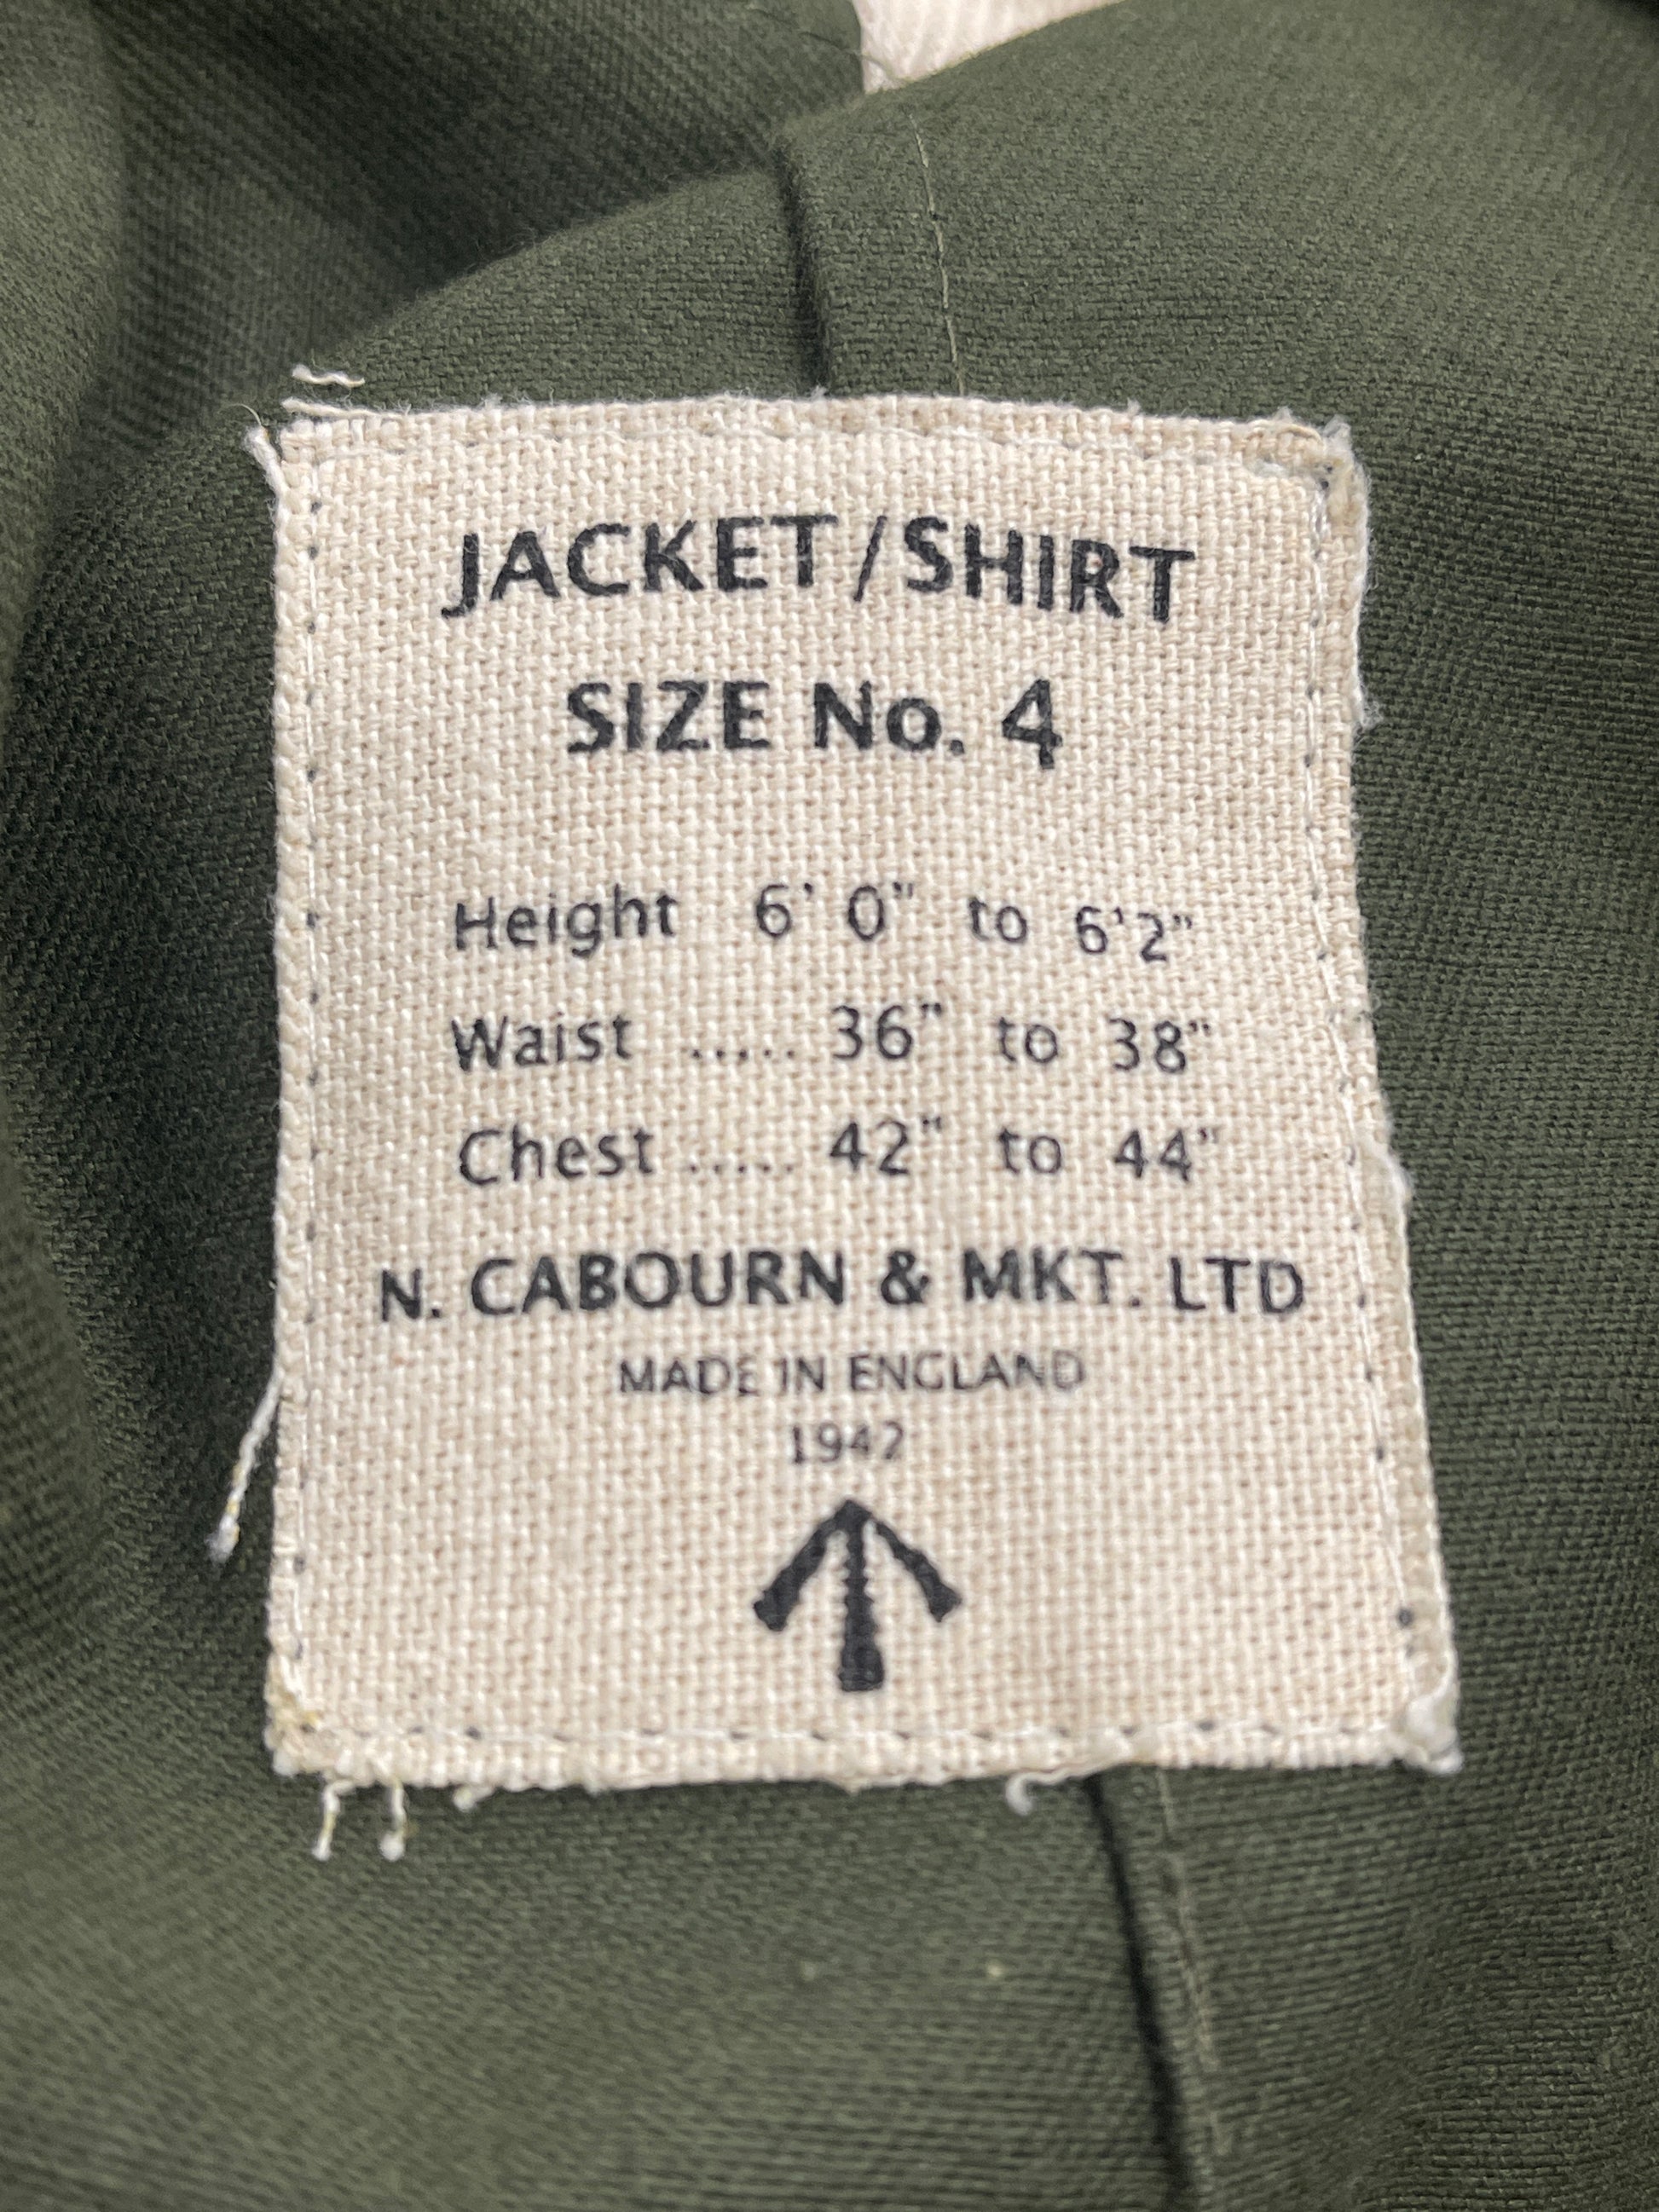 JACKET/SHIRT
SIZE No. 4
Height 6' 0" to 6'2"
Waist ..... 36" to 38"
Chest ..... 42" to 44"
N. CABOURN & MKT. LTD
MADE IN ENGLAND
1942